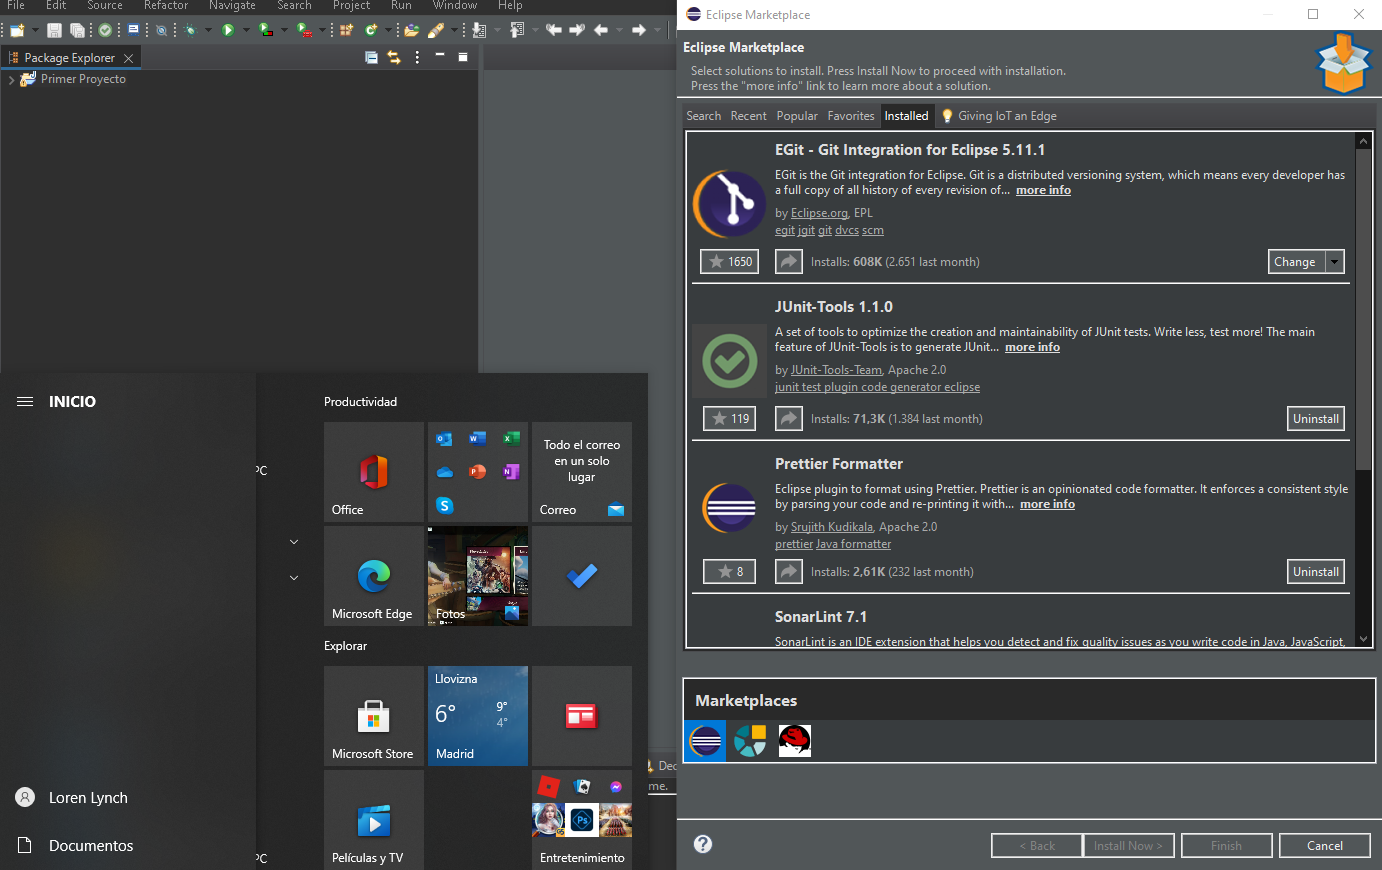 File Edit Source Refactor Navigate Search Project Run Window Help
Package Explorer
Primer Proyecto
INICIO
PC
Productividad
Office
Todo el correo
en un solo
lugar
Correo
Microsoft Edge
Fotos
Explorar
Microsoft Store
Llovizna
6°
9°
4°
Madrid
Películas y TV
Ps
Entretenimiento
Loren Lynch
Documentos
PC
Dec
me.
Eclipse Marketplace
Eclipse Marketplace
Select solutions to install. Press Install Now to proceed with installation.
Press the "more info" link to learn more about a solution.
Search Recent Popular Favorites Installed Giving IoT an Edge
EGit - Git Integration for Eclipse 5.11.1
EGit is the Git integration for Eclipse. Git is a distributed versioning system, which means every developer has
a full copy of all history of every revision of... more info
by Eclipse.org, EPL
egit jgit git dvcs scm
1650 Installs: 608K (2.651 last month) Change
JUnit-Tools 1.1.0
A set of tools to optimize the creation and maintainability of JUnit tests. Write less, test more! The main
feature of JUnit-Tools is to generate JUnit... more info
by JUnit-Tools-Team, Apache 2.0
junit test plugin code generator eclipse
119 Installs: 71,3K (1.384 last month) Uninstall
Prettier Formatter
Eclipse plugin to format using Prettier. Prettier is an opinionated code formatter. It enforces a consistent style
by parsing your code and re-printing it with... more info
by Srujith Kudikala, Apache 2.0
prettier Java formatter
8 Installs: 2,61K (232 last month) Uninstall
SonarLint 7.1
SonarLint is an IDE extension that helps you detect and fix quality issues as you write code in Java, JavaScript,
Marketplaces
< Back Install Now > Finish Cancel